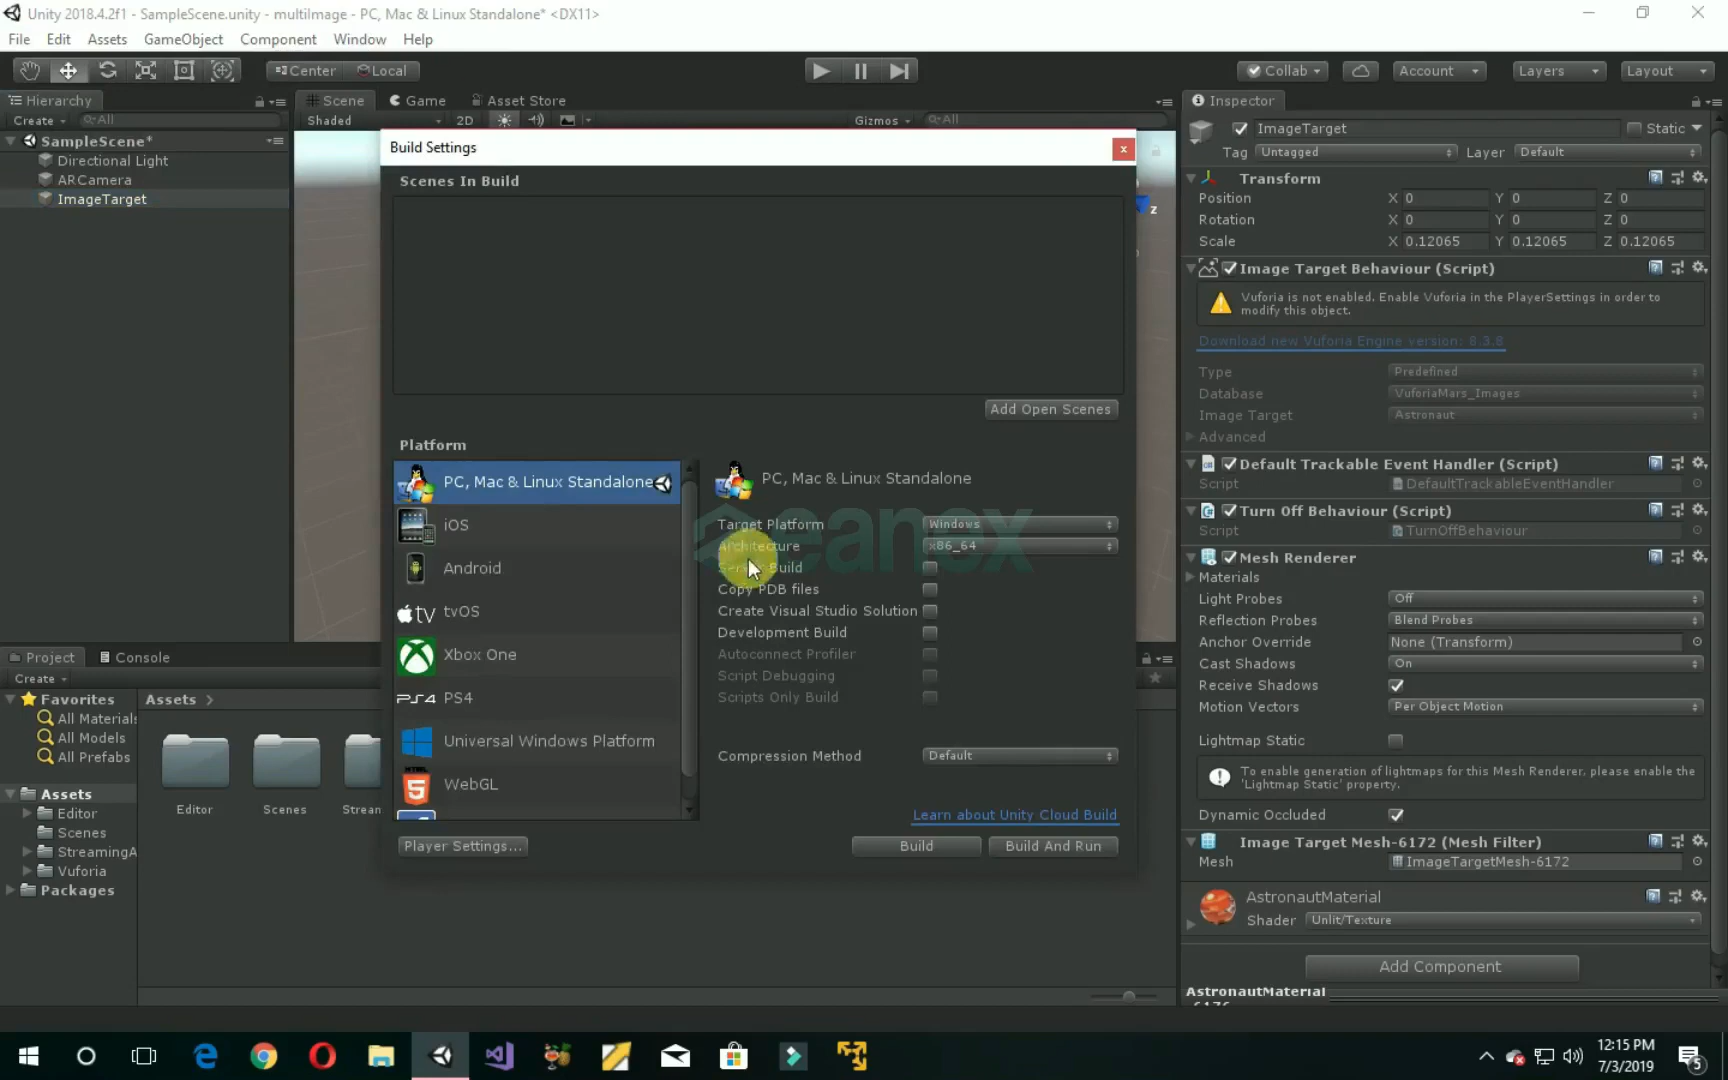 Unity 2018.4.2f1 - SampleScene.unity - multiImage - PC, Mac & Linux Standalone* <DX11>
File Edit Assets GameObject Component Window Help
Center Local Collab Account Layers Layout
Hierarchy Scene Game Asset Store Inspector
Create All Shaded 2D Gizmos All
SampleScene*
Directional Light
ARCamera
ImageTarget
z
Build Settings
x
Scenes In Build
Add Open Scenes
Platform
PC, Mac & Linux Standalone
iOS
Android
tv tvOS
Xbox One
PS4 PS4
Universal Windows Platform
HTML 5 WebGL
PC, Mac & Linux Standalone
Target Platform Windows
Architecture x86_64
Server Build
Copy PDB files
Create Visual Studio Solution
Development Build
Autoconnect Profiler
Script Debugging
Scripts Only Build
Compression Method Default
Learn about Unity Cloud Build
Player Settings... Build Build And Run
ImageTarget Static
Tag Untagged Layer Default
Transform
Position X 0 Y 0 Z 0
Rotation X 0 Y 0 Z 0
Scale X 0.12065 Y 0.12065 Z 0.12065
Image Target Behaviour (Script)
Vuforia is not enabled. Enable Vuforia in the PlayerSettings in order to
modify this object.
Download new Vuforia Engine version: 8.3.8
Type Predefined
Database VuforiaMars_Images
Image Target Astronaut
Advanced
Default Trackable Event Handler (Script)
Script DefaultTrackableEventHandler
Turn Off Behaviour (Script)
Script TurnOffBehaviour
Mesh Renderer
Materials
Light Probes Off
Reflection Probes Blend Probes
Anchor Override None (Transform)
Cast Shadows On
Receive Shadows
Motion Vectors Per Object Motion
Lightmap Static
To enable generation of lightmaps for this Mesh Renderer, please enable the
'Lightmap Static' property.
Dynamic Occluded
Image Target Mesh-6172 (Mesh Filter)
Mesh ImageTargetMesh-6172
AstronautMaterial
Shader Unlit/Texture
Add Component
AstronautMaterial
Project Console
Create
Favorites
All Materials
All Models
All Prefabs
Assets
Editor
Scenes
StreamingA
Vuforia
Packages
Assets
Editor Scenes Stream
12:15 PM
7/3/2019
5